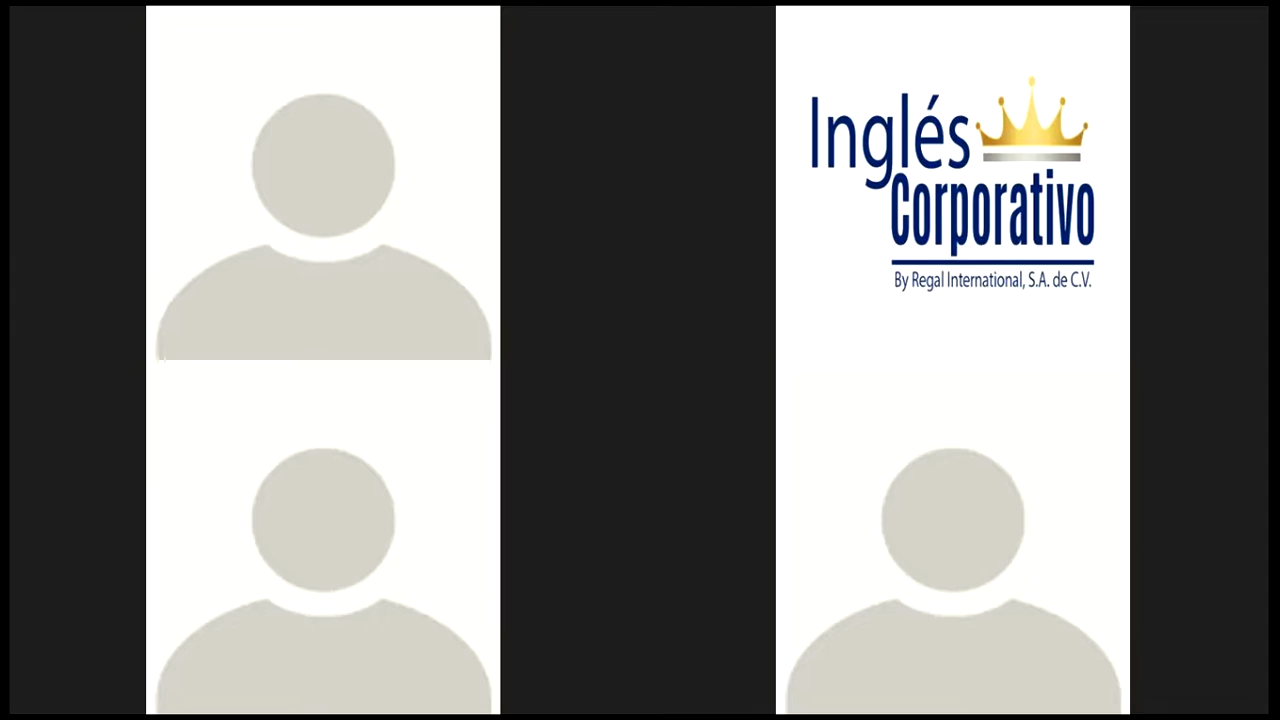 Inglés
Corporativo
By Regal International, S.A. de C.V.